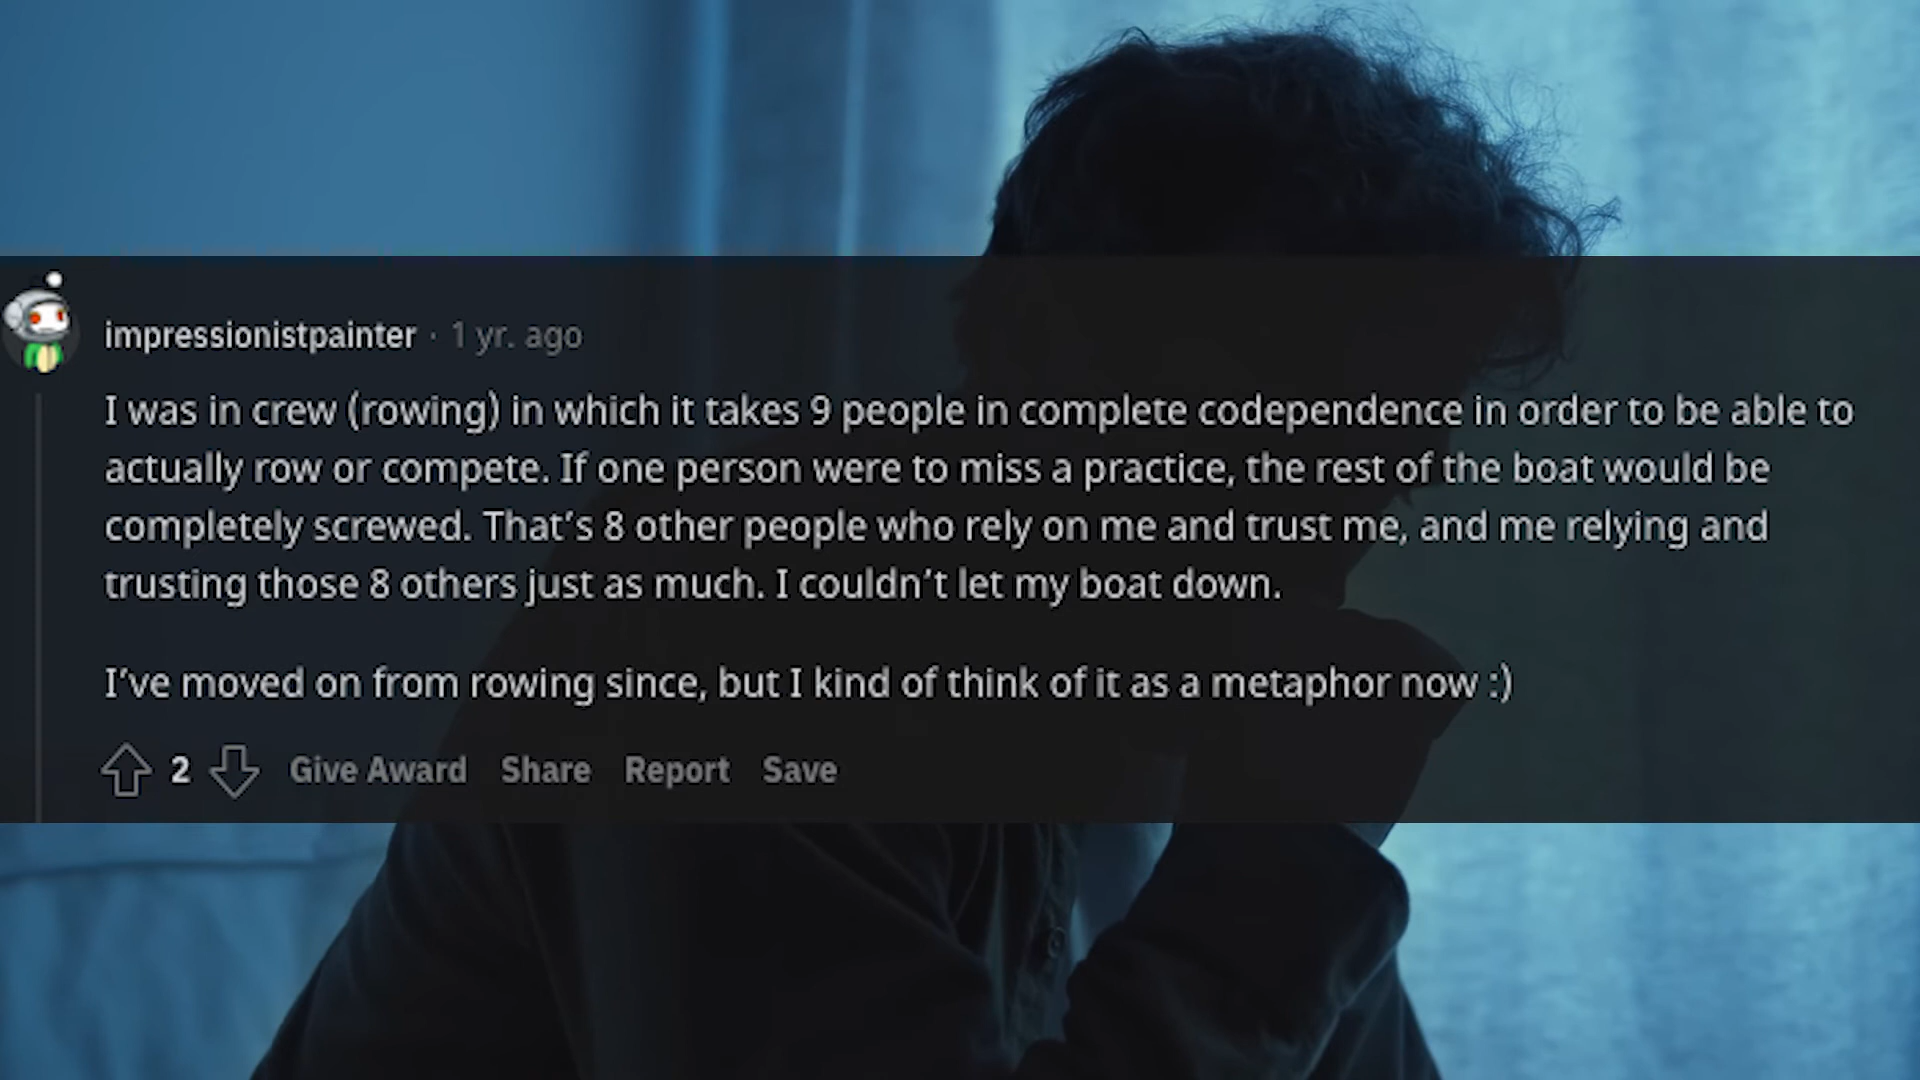 impressionistpainter · 1 yr. ago
I was in crew (rowing) in which it takes 9 people in complete codependence in order to be able to
actually row or compete. If one person were to miss a practice, the rest of the boat would be
completely screwed. That’s 8 other people who rely on me and trust me, and me relying and
trusting those 8 others just as much. I couldn’t let my boat down.
I’ve moved on from rowing since, but I kind of think of it as a metaphor now :)
2 Give Award Share Report Save